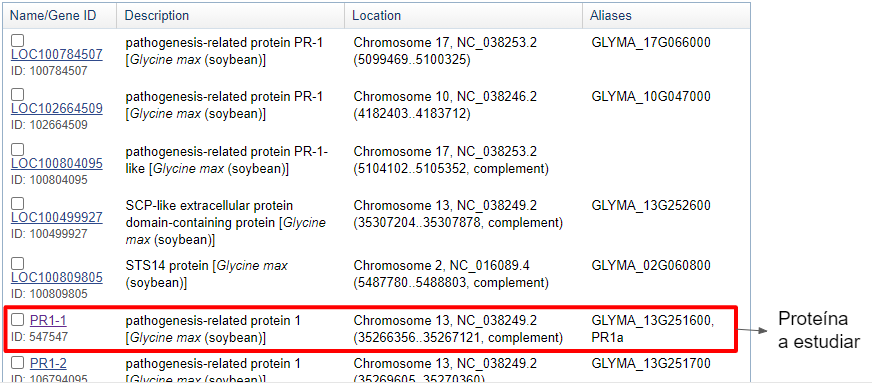 Name/Gene ID Description Location Aliases
LOC100784507 pathogenesis-related protein PR-1 Chromosome 17, NC_038253.2 GLYMA_17G066000
ID: 100784507 [Glycine max (soybean)] (5099469..5100325)
LOC102664509 pathogenesis-related protein PR-1 Chromosome 10, NC_038246.2 GLYMA_10G047000
ID: 102664509 [Glycine max (soybean)] (4182403..4183712)
LOC100804095 pathogenesis-related protein PR-1- Chromosome 17, NC_038253.2
ID: 100804095 like [Glycine max (soybean)] (5104102..5105352, complement)
LOC100499927 SCP-like extracellular protein Chromosome 13, NC_038249.2 GLYMA_13G252600
ID: 100499927 domain-containing protein [Glycine (35307204..35307878, complement)
max (soybean)]
LOC100809805 STS14 protein [Glycine max Chromosome 2, NC_016089.4 GLYMA_02G060800
ID: 100809805 (soybean)] (5487780..5488803, complement)
PR1-1 pathogenesis-related protein 1 Chromosome 13, NC_038249.2 GLYMA_13G251600,
ID: 547547 [Glycine max (soybean)] (35266356..35267121, complement) PR1a
Proteína
a estudiar
PR1-2 pathogenesis-related protein 1 Chromosome 13, NC_038249.2 GLYMA_13G251700
ID: 106794095 [Glycine max (soybean)] (35269605..35270360)